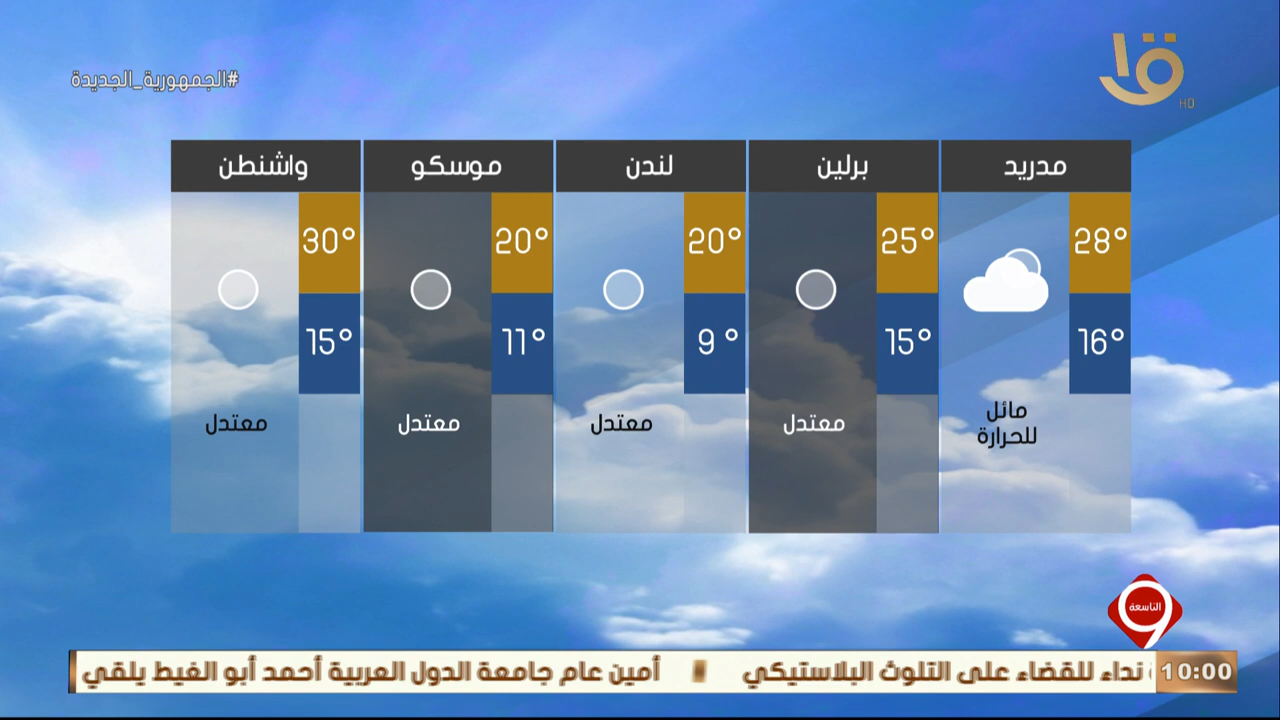 #الجمهورية_الجديدة
HD
مدريد
28°
16°
مائل
للحرارة
برلين
25°
15°
معتدل
لندن
20°
9°
معتدل
موسكو
20°
11°
معتدل
واشنطن
30°
15°
معتدل
التاسعة
9
10:00
نداء للقضاء على التلوث البلاستيكي
أمين عام جامعة الدول العربية أحمد أبو الغيط يلقي